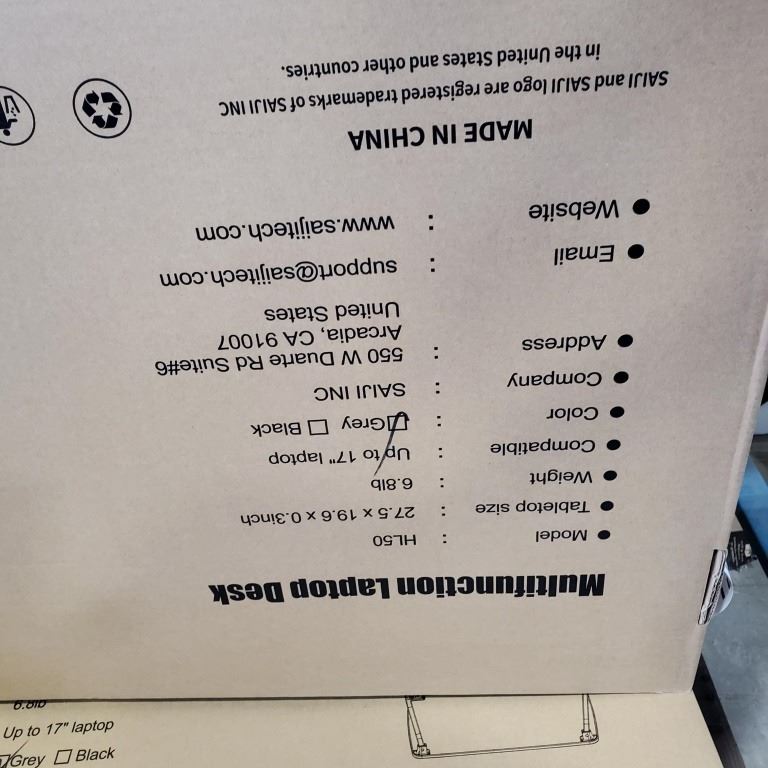 Multifunction Laptop Desk
● Model : HL50
● Tabletop size : 27.5 x 19.6 x 0.3inch
● Weight : 6.8lb
● Compatible : Up to 17" laptop
● Color : ☑Grey ☐ Black
● Company : SAIJI INC
● Address : 550 W Duarte Rd Suite#6
Arcadia, CA 91007
United States
● Email : support@saijitech.com
● Website : www.saijitech.com
MADE IN CHINA
SAIJI and SAIJI logo are registered trademarks of SAIJI INC
in the United States and other countries.
6.8lb
Up to 17" laptop
☑Grey ☐ Black